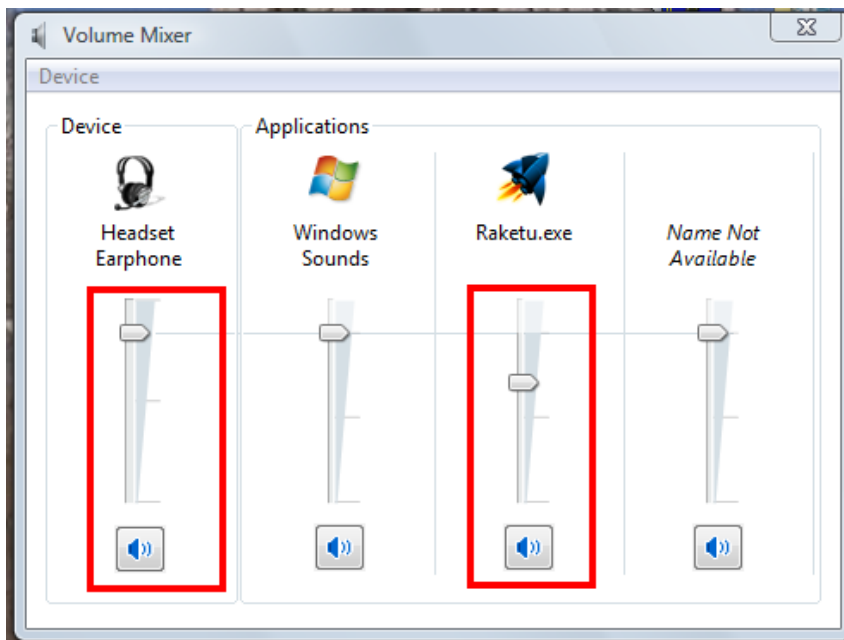 Volume Mixer
Device
Device
Applications
Headset
Earphone
Windows
Sounds
Raketu.exe
Name Not
Available